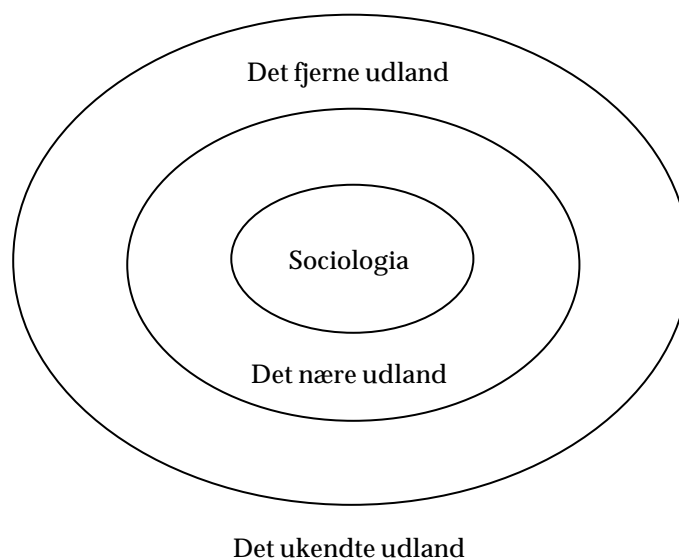 Det fjerne udland
Sociologia
Det nære udland
Det ukendte udland